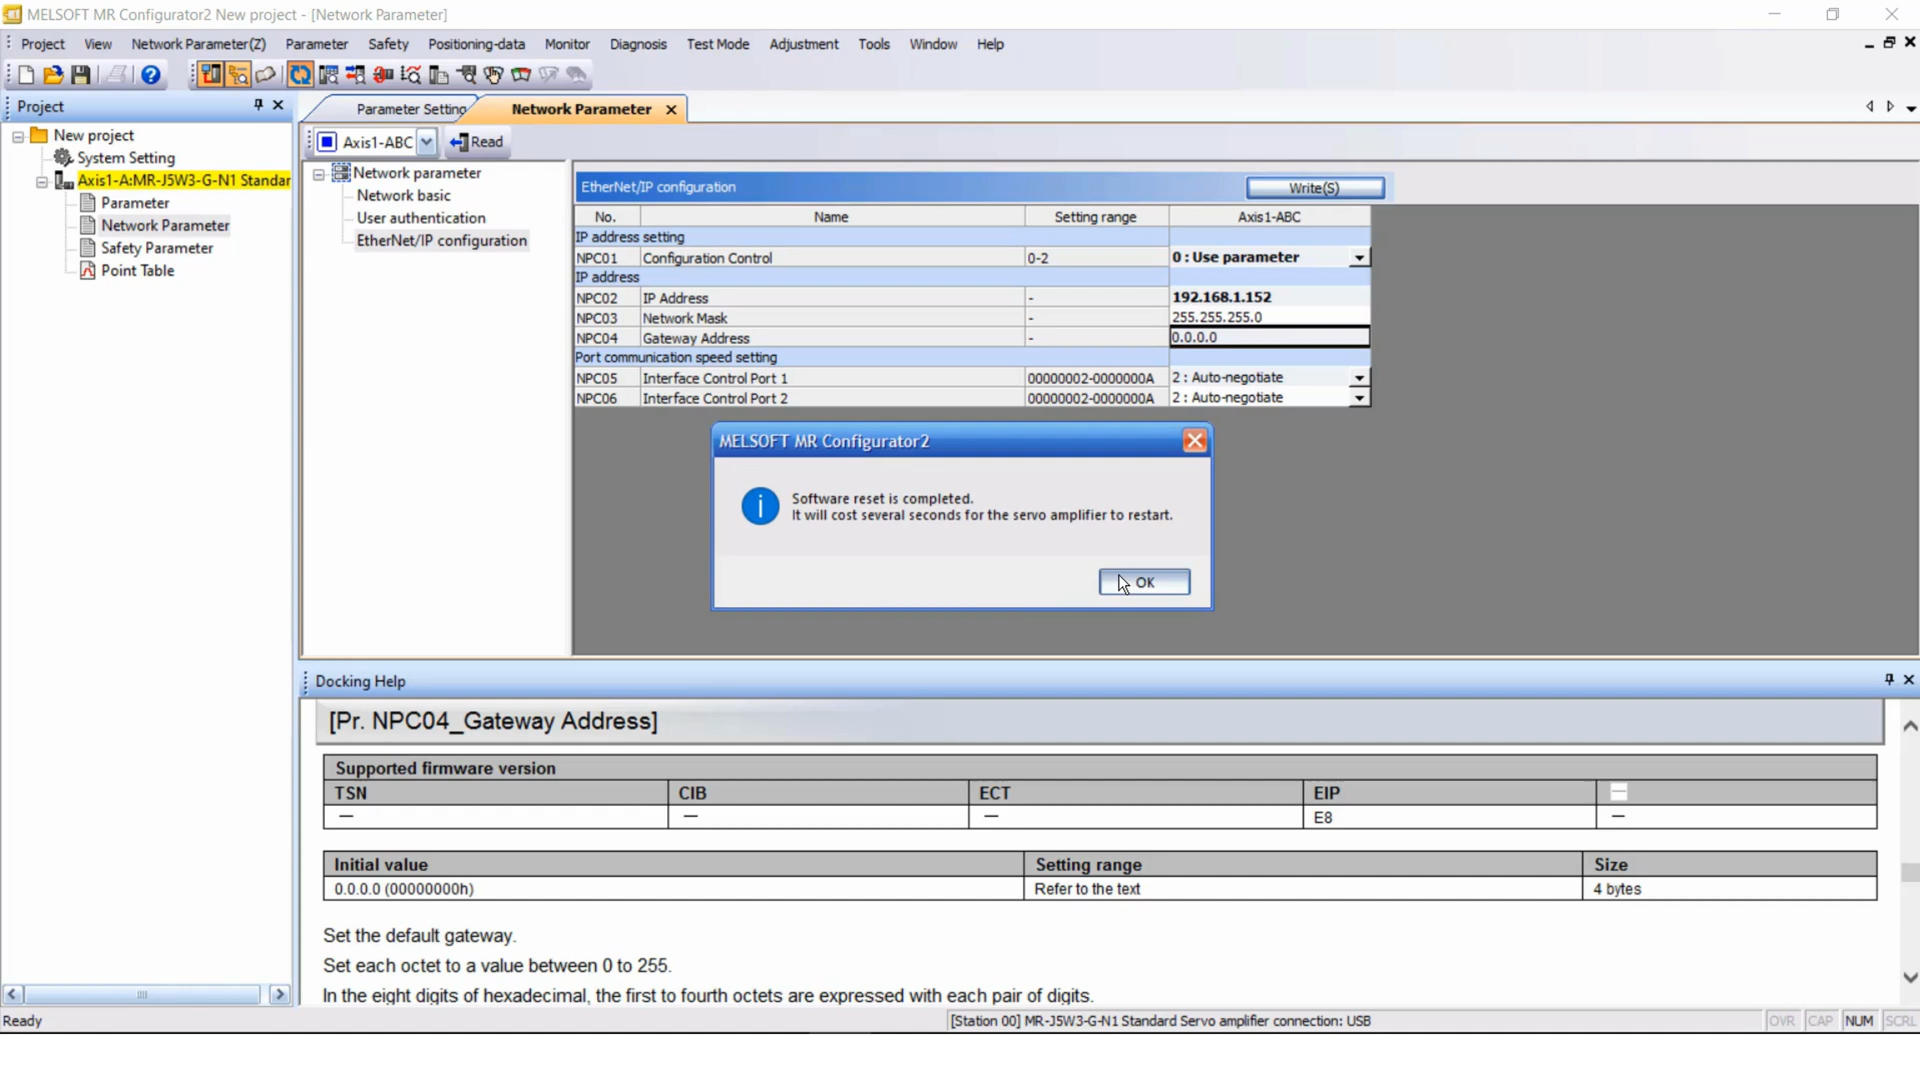 MELSOFT MR Configurator2 New project - [Network Parameter]
Project View Network Parameter(Z) Parameter Safety Positioning-data Monitor Diagnosis Test Mode Adjustment Tools Window Help
Project
Parameter Setting
Network Parameter
New project
System Setting
Axis1-A:MR-J5W3-G-N1 Standar
Parameter
Network Parameter
Safety Parameter
Point Table
Axis1-ABC Read
Network parameter
Network basic
User authentication
EtherNet/IP configuration
EtherNet/IP configuration Write(S)
No. Name Setting range Axis1-ABC
IP address setting
NPC01 Configuration Control 0-2 0 : Use parameter
IP address
NPC02 IP Address - 192.168.1.152
NPC03 Network Mask - 255.255.255.0
NPC04 Gateway Address - 0.0.0.0
Port communication speed setting
NPC05 Interface Control Port 1 00000002-0000000A 2 : Auto-negotiate
NPC06 Interface Control Port 2 00000002-0000000A 2 : Auto-negotiate
MELSOFT MR Configurator2
Software reset is completed.
It will cost several seconds for the servo amplifier to restart.
OK
Docking Help
[Pr. NPC04_Gateway Address]
Supported firmware version
TSN CIB ECT EIP —
— — — E8 —
Initial value Setting range Size
0.0.0.0 (00000000h) Refer to the text 4 bytes
Set the default gateway.
Set each octet to a value between 0 to 255.
In the eight digits of hexadecimal, the first to fourth octets are expressed with each pair of digits.
Ready [Station 00] MR-J5W3-G-N1 Standard Servo amplifier connection: USB OVR CAP NUM SCRL